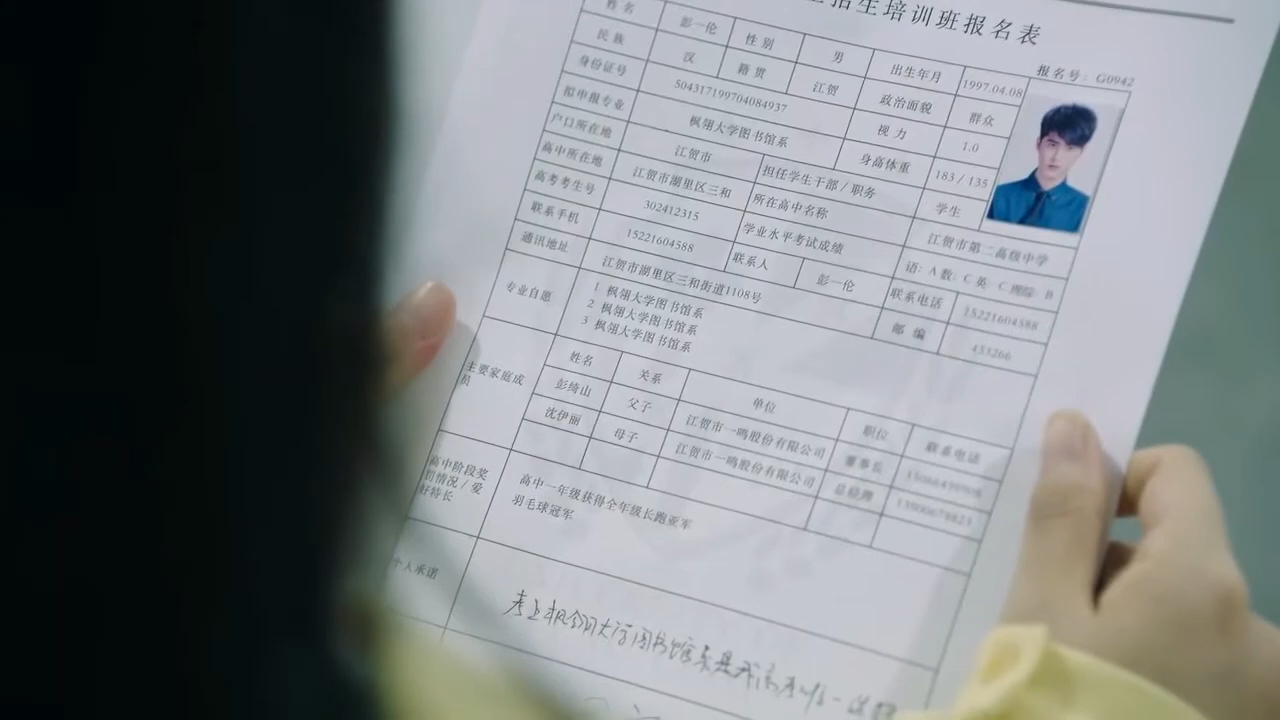 招生培训班报名表
报名号：G0942
姓名 彭一伦 性别 男 出生年月 1997.04.08
民族 汉 籍贯 江贺 政治面貌 群众
身份证号 504317199704084937 视力 1.0
拟申报专业 枫翎大学图书馆系 身高体重 183/135
户口所在地 江贺市 担任学生干部/职务 学生
高中所在地 江贺市湖里区三和 所在高中名称 江贺市第二高级中学
高考考生号 302412315 学业水平考试成绩 语：A 数：C 英 C 理综 B
联系手机 15221604588 联系人 彭一伦 联系电话 15221604588
通讯地址 江贺市湖里区三和街道1108号 邮编 453266
专业自愿 1 枫翎大学图书馆系
2 枫翎大学图书馆系
3 枫翎大学图书馆系
主要家庭成员 姓名 关系 单位 职位 联系电话
彭绮山 父子 江贺市一鸣股份有限公司 董事长
沈伊丽 母子 江贺市一鸣股份有限公司 总经理
高中阶段奖
罚情况/爱
好特长
高中一年级获得全年级长跑亚军
羽毛球冠军
个人承诺
考上枫翎大学图书馆系是我高考唯一